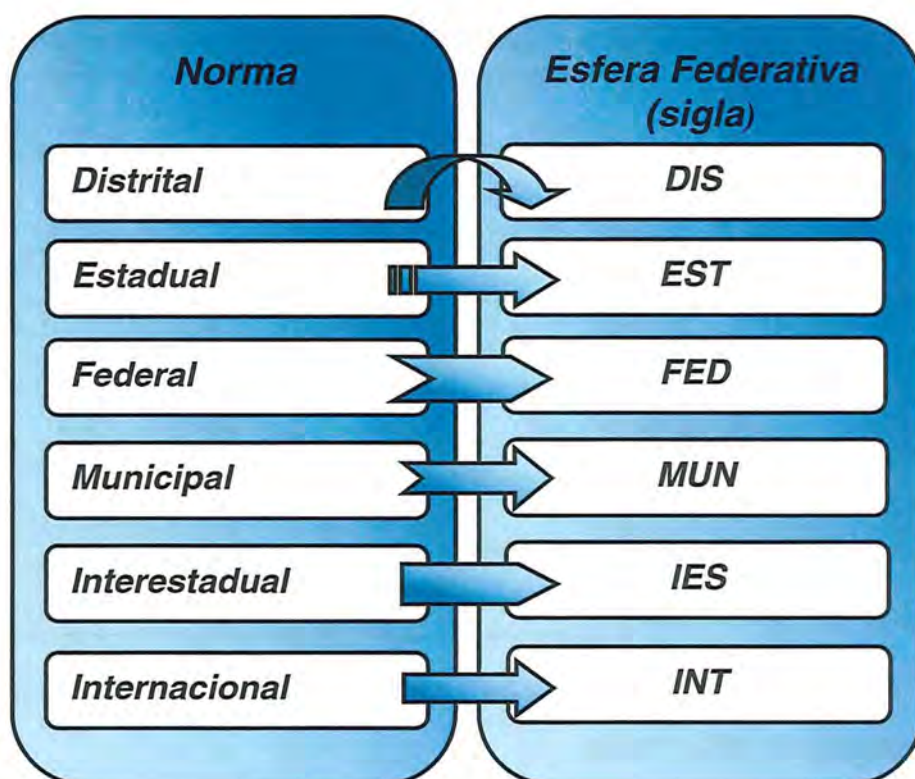 Norma
Esfera Federativa
(sigla)
Distrital
DIS
Estadual
EST
Federal
FED
Municipal
MUN
Interestadual
IES
Internacional
INT